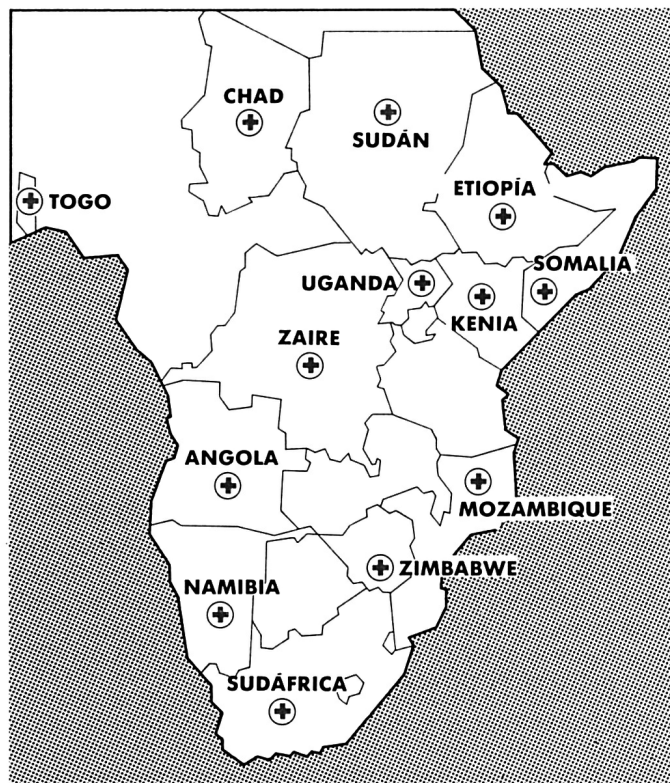 CHAD
SUDÁN
ETIOPÍA
TOGO
SOMALIA
UGANDA
KENIA
ZAIRE
ANGOLA
MOZAMBIQUE
ZIMBABWE
NAMIBIA
SUDÁFRICA